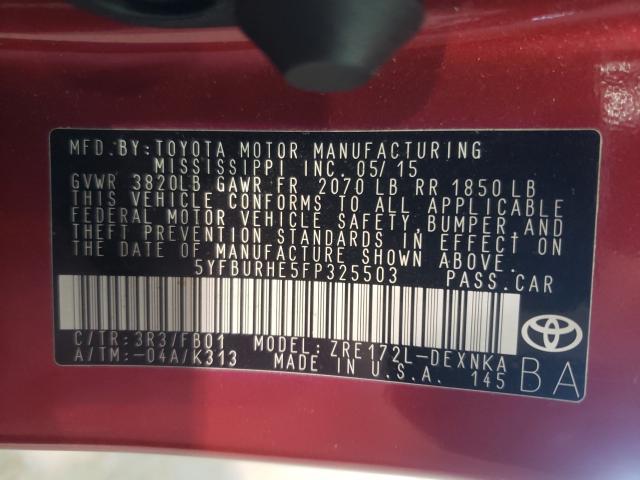 MFD. BY: TOYOTA MOTOR MANUFACTURING
MISSISSIPPI INC. 05/15
GVWR 3820LB GAWR FR 2070 LB RR 1850 LB
THIS VEHICLE CONFORMS TO ALL APPLICABLE
FEDERAL MOTOR VEHICLE SAFETY, BUMPER, AND
THEFT PREVENTION STANDARDS IN EFFECT ON
THE DATE OF MANUFACTURE SHOWN ABOVE.
5YFBURHE5FP325503 PASS. CAR
C/TR: 3R3/FB01 MODEL: ZRE172L-DEXNKA
A/TM: -04A/K313 MADE IN U.S.A. 145
BA